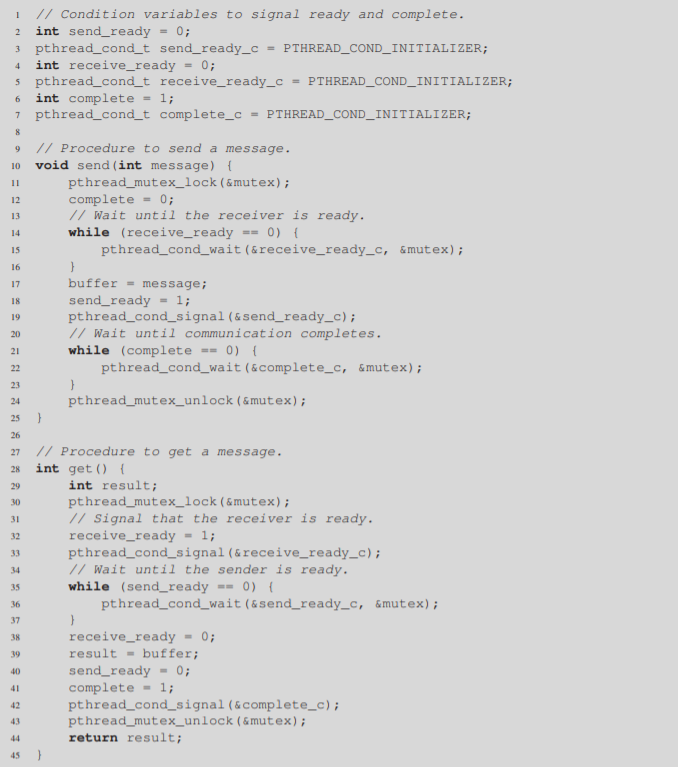 1 // Condition variables to signal ready and complete.
2 int send_ready = 0;
3 pthread_cond_t send_ready_c = PTHREAD_COND_INITIALIZER;
4 int receive_ready = 0;
5 pthread_cond_t receive_ready_c = PTHREAD_COND_INITIALIZER;
6 int complete = 1;
7 pthread_cond_t complete_c = PTHREAD_COND_INITIALIZER;
8
9 // Procedure to send a message.
10 void send(int message) {
11     pthread_mutex_lock(&mutex);
12     complete = 0;
13     // Wait until the receiver is ready.
14     while (receive_ready == 0) {
15         pthread_cond_wait(&receive_ready_c, &mutex);
16     }
17     buffer = message;
18     send_ready = 1;
19     pthread_cond_signal(&send_ready_c);
20     // Wait until communication completes.
21     while (complete == 0) {
22         pthread_cond_wait(&complete_c, &mutex);
23     }
24     pthread_mutex_unlock(&mutex);
25 }
26
27 // Procedure to get a message.
28 int get() {
29     int result;
30     pthread_mutex_lock(&mutex);
31     // Signal that the receiver is ready.
32     receive_ready = 1;
33     pthread_cond_signal(&receive_ready_c);
34     // Wait until the sender is ready.
35     while (send_ready == 0) {
36         pthread_cond_wait(&send_ready_c, &mutex);
37     }
38     receive_ready = 0;
39     result = buffer;
40     send_ready = 0;
41     complete = 1;
42     pthread_cond_signal(&complete_c);
43     pthread_mutex_unlock(&mutex);
44     return result;
45 }